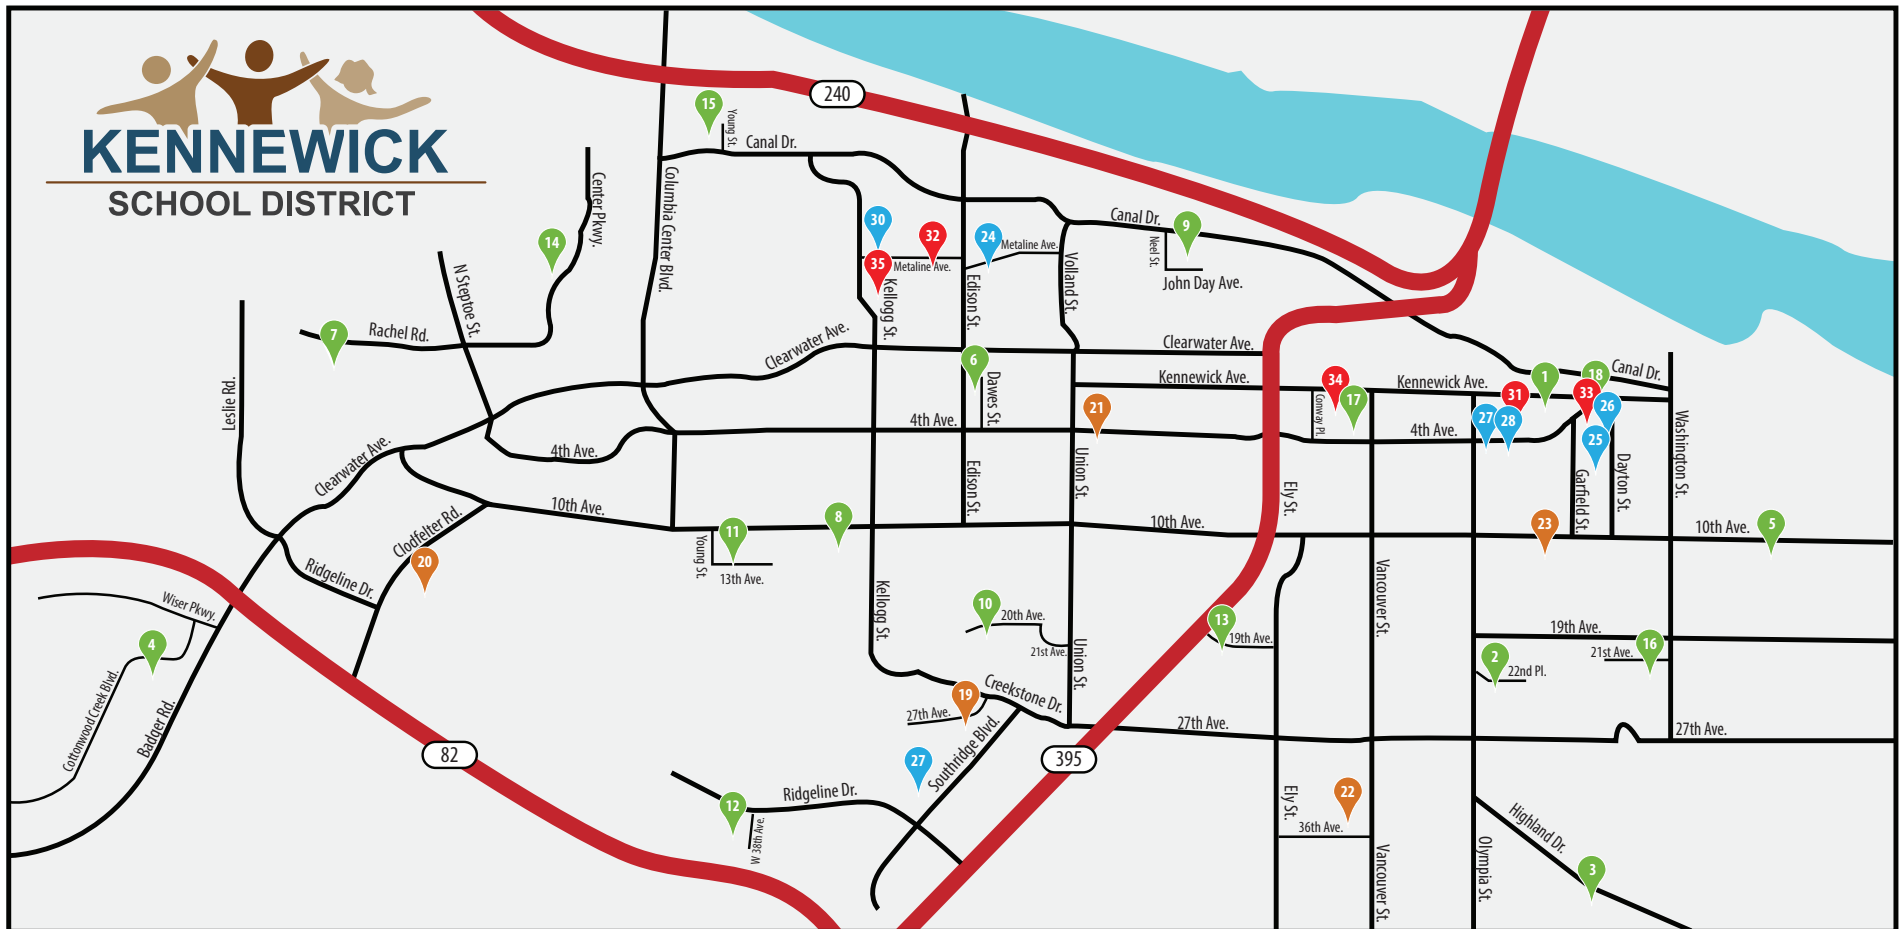 KENNEWICK
SCHOOL DISTRICT
240
15
Young St.
Canal Dr.
Center Pkwy.
Columbia Center Blvd.
14
30
32
24
Metaline Ave.
35
Metaline Ave.
Canal Dr.
9
Neel St.
John Day Ave.
N Steptoe St.
Kellogg St.
Edison St.
Volland St.
7
Rachel Rd.
Clearwater Ave.
Clearwater Ave.
6
Dawes St.
Kennewick Ave.
34
Kennewick Ave.
1
18
Canal Dr.
Leslie Rd.
21
Conway Pl.
17
31
33
26
27
28
25
4th Ave.
4th Ave.
4th Ave.
Washington St.
Clearwater Ave.
Edison St.
Union St.
Garfield St.
Dayton St.
Ely St.
Clodfelter Rd.
10th Ave.
11
8
10th Ave.
23
10th Ave.
5
Young St.
13th Ave.
20
Ridgeline Dr.
Wiser Pkwy.
Kellogg St.
10
20th Ave.
21st Ave.
Union St.
13
19th Ave.
Vancouver St.
19th Ave.
16
21st Ave.
2
22nd Pl.
4
Cottonwood Creek Blvd.
Badger Rd.
19
27th Ave.
Creekstone Dr.
27th Ave.
27th Ave.
82
395
27
Southridge Blvd.
12
Ridgeline Dr.
W 38th Ave.
Ely St.
22
36th Ave.
Vancouver St.
Olympia St.
Highland Dr.
3